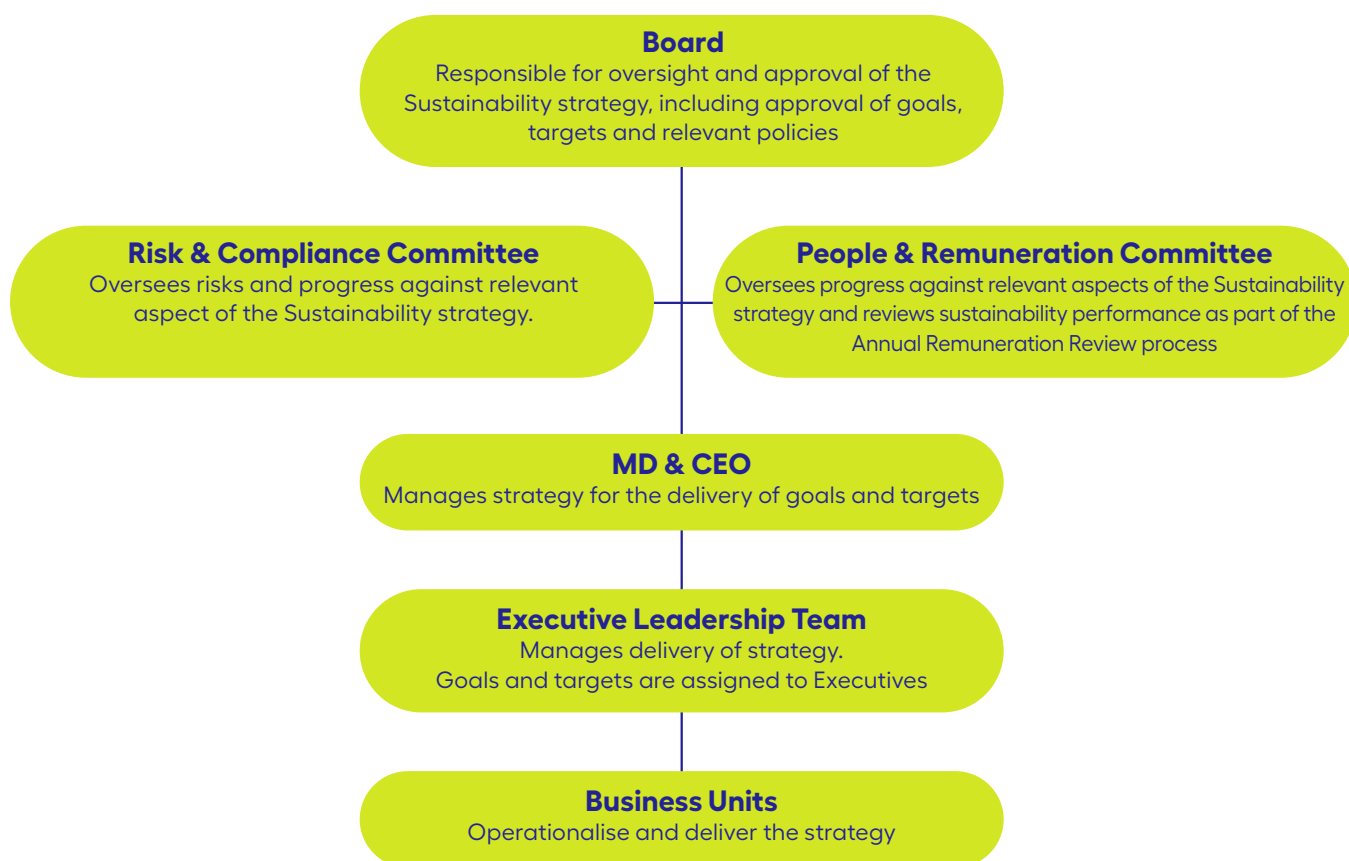 Board
Responsible for oversight and approval of the
Sustainability strategy, including approval of goals,
targets and relevant policies
Risk & Compliance Committee
Oversees risks and progress against relevant
aspect of the Sustainability strategy.
People & Remuneration Committee
Oversees progress against relevant aspects of the Sustainability
strategy and reviews sustainability performance as part of the
Annual Remuneration Review process
MD & CEO
Manages strategy for the delivery of goals and targets
Executive Leadership Team
Manages delivery of strategy.
Goals and targets are assigned to Executives
Business Units
Operationalise and deliver the strategy